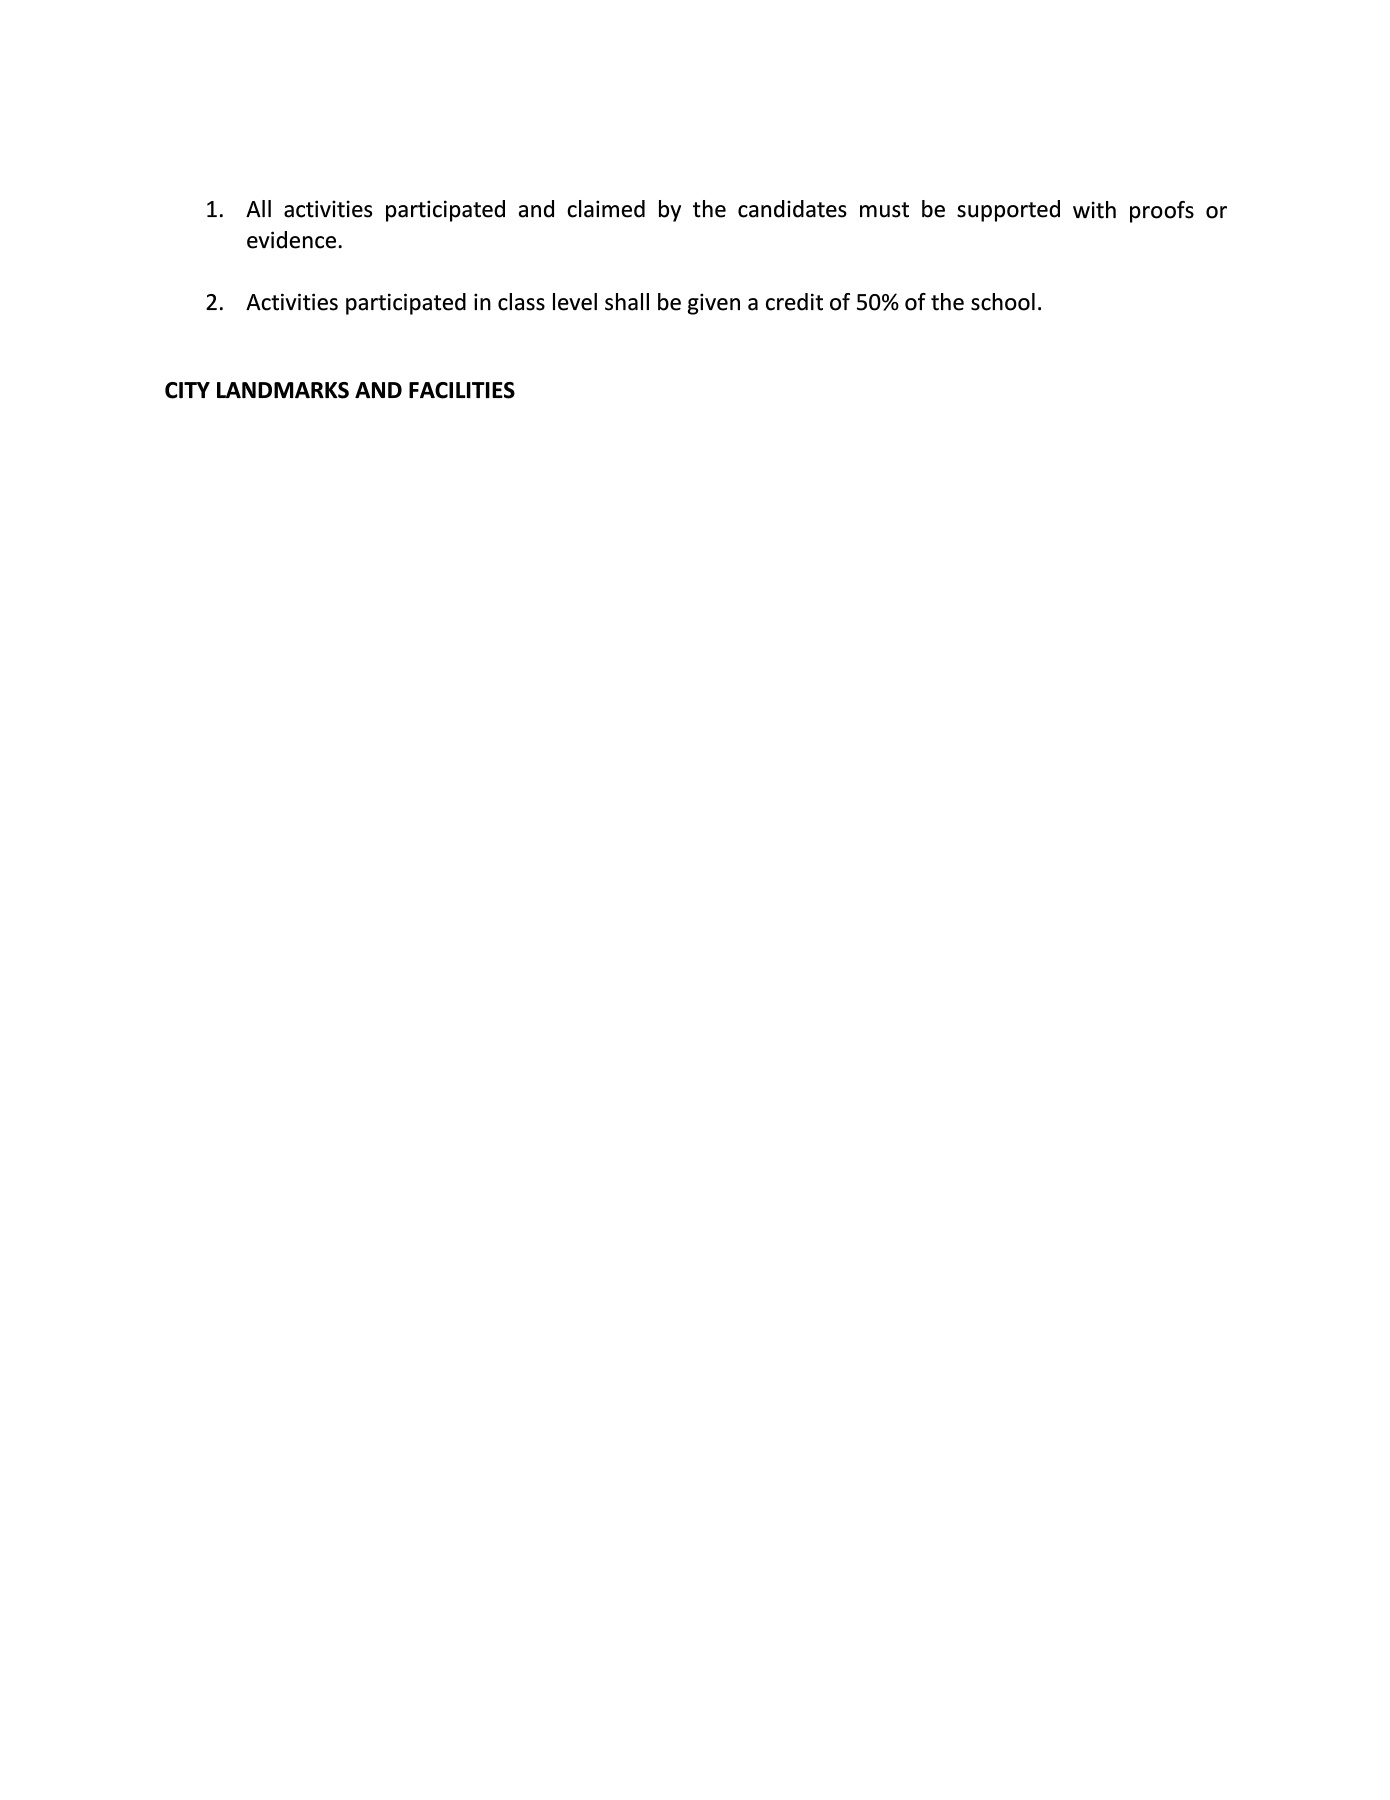 1. All activities participated and claimed by the candidates must be supported with proofs or
evidence.
2. Activities participated in class level shall be given a credit of 50% of the school.
CITY LANDMARKS AND FACILITIES